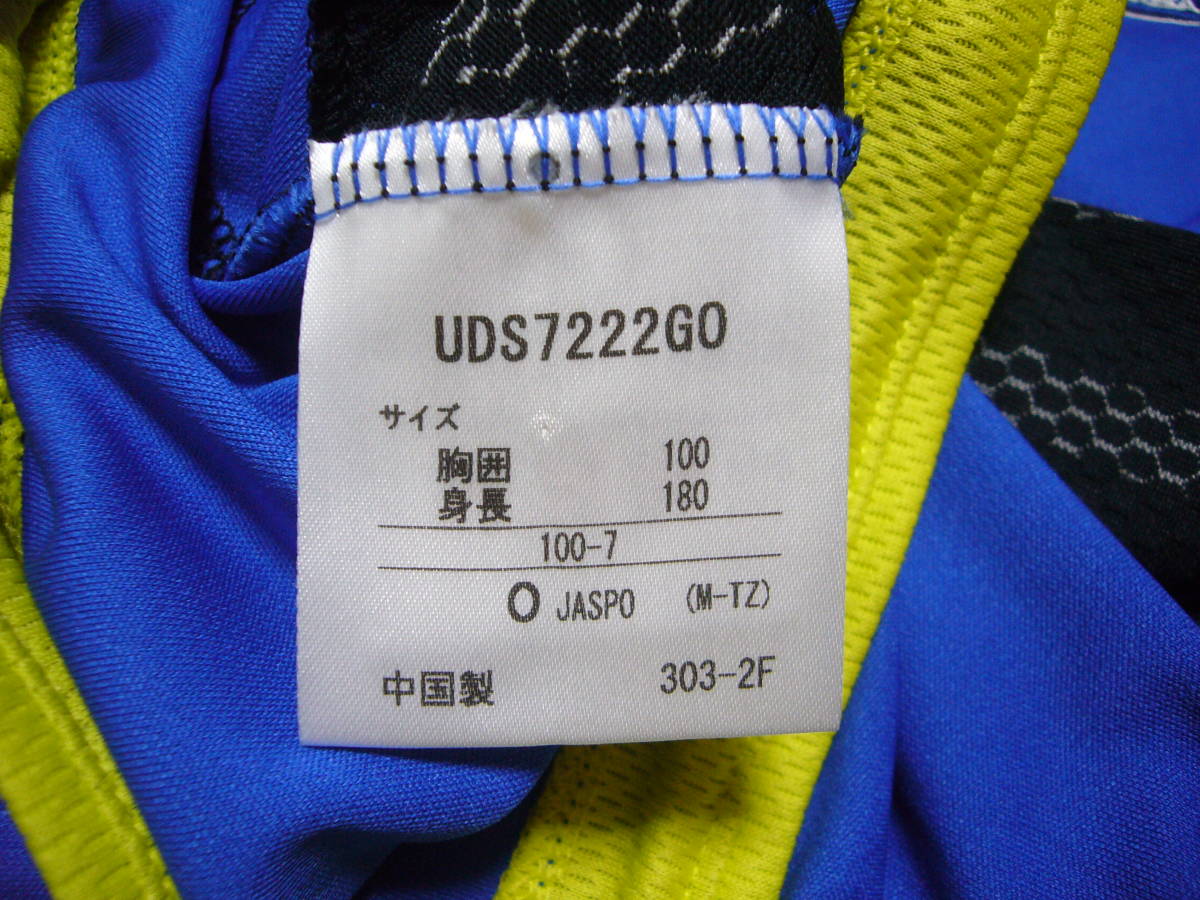 UDS7222GO
サイズ
胸囲 100
身長 180
100-7
O JASPO (M-TZ)
中国製 303-2F